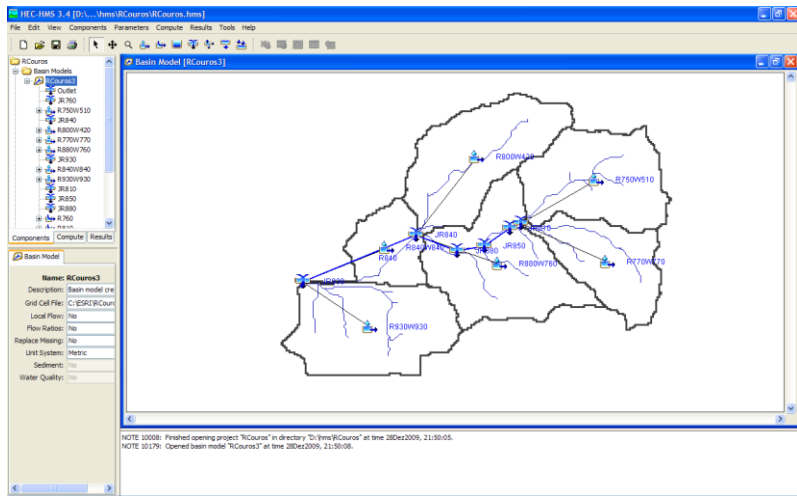 HEC-HMS 3.4 [D:\...\hms\RCouros\RCouros.hms]
File Edit View Components Parameters Compute Results Tools Help
RCouros
Basin Models
RCouros3
Outlet
JR760
R750W510
JR840
R800W420
R770W770
R880W760
JR930
R840W840
R930W930
JR810
JR850
JR880
R760
Components Compute Results
Basin Model
Name: RCouros3
Description: Basin model cre
Grid Cell File: C:\ESRI\RCouro
Local Flow: No
Flow Ratios: No
Replace Missing: No
Unit System: Metric
Sediment: No
Water Quality: No
Basin Model [RCouros3]
R800W420
R750W510
JR840
R840W840
JR850
R840
R880W760
R770W770
R930W930
NOTE 10008: Finished opening project "RCouros" in directory "D:\hms\RCouros" at time 28Dez2009, 21:50:05.
NOTE 10179: Opened basin model "RCouros3" at time 28Dez2009, 21:50:08.